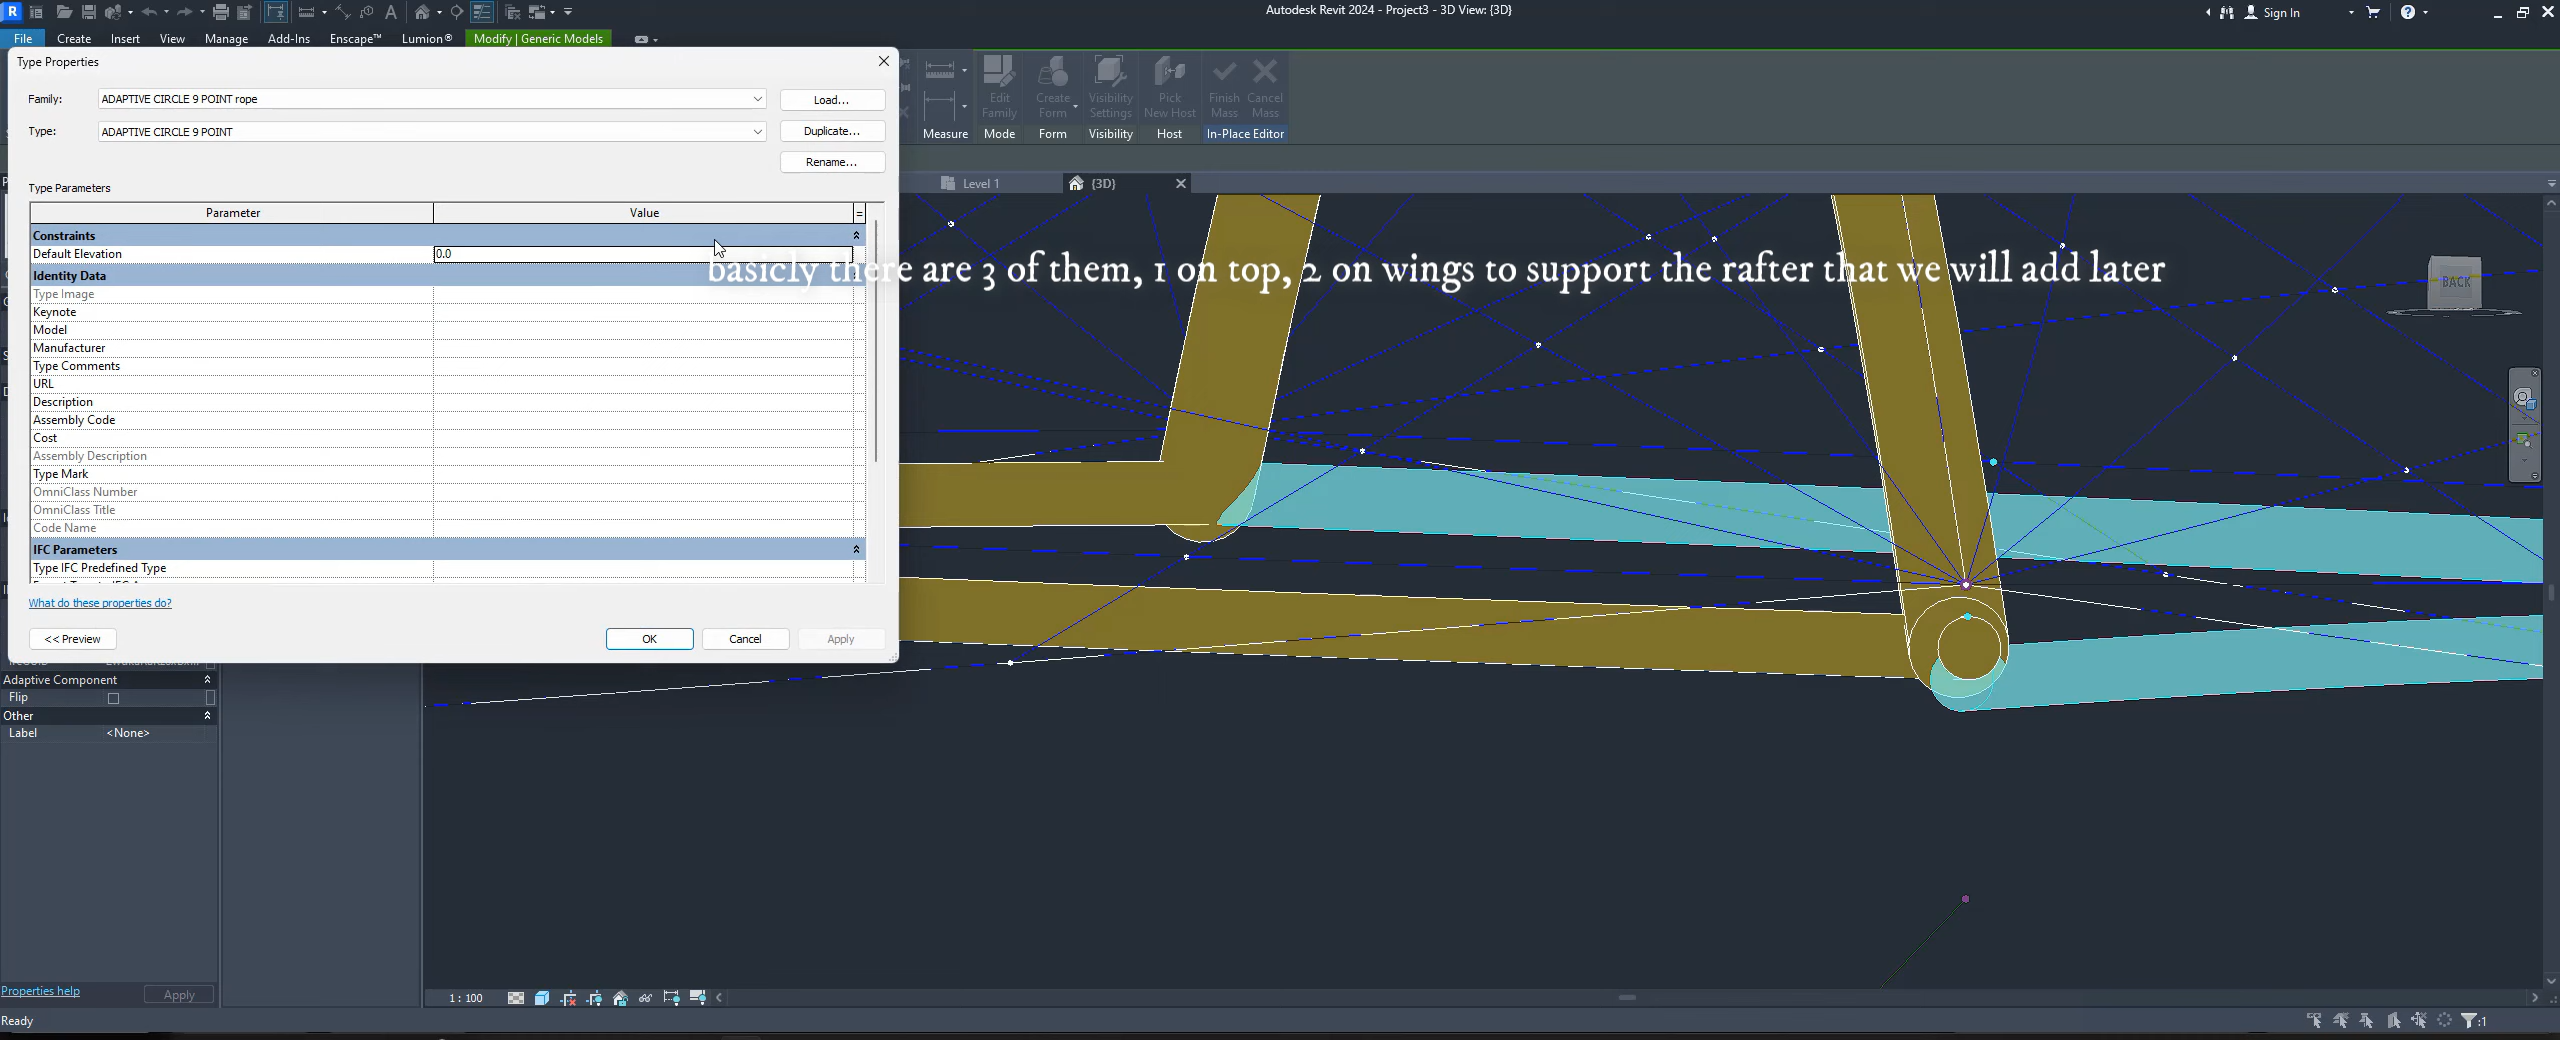 Autodesk Revit 2024 - Project3 - 3D View: {3D}
Sign In
File
Create
Insert
View
Manage
Add-Ins
Enscape™
Lumion®
Modify | Generic Models
Type Properties
Family:
ADAPTIVE CIRCLE 9 POINT rope
Load...
Type:
ADAPTIVE CIRCLE 9 POINT
Duplicate...
Rename...
Type Parameters
Parameter
Value
=
Constraints
Default Elevation
0.0
Identity Data
Type Image
Keynote
Model
Manufacturer
Type Comments
URL
Description
Assembly Code
Cost
Assembly Description
Type Mark
OmniClass Number
OmniClass Title
Code Name
IFC Parameters
Type IFC Predefined Type
What do these properties do?
<< Preview
OK
Cancel
Apply
Edit Family
Create Form
Visibility Settings
Pick New Host
Finish Mass
Cancel Mass
Measure
Mode
Form
Visibility
Host
In-Place Editor
Level 1
{3D}
basicly there are 3 of them, 1 on top, 2 on wings to support the rafter that we will add later
BACK
Adaptive Component
Flip
Other
Label
<None>
Properties help
Apply
1 : 100
Ready
:1